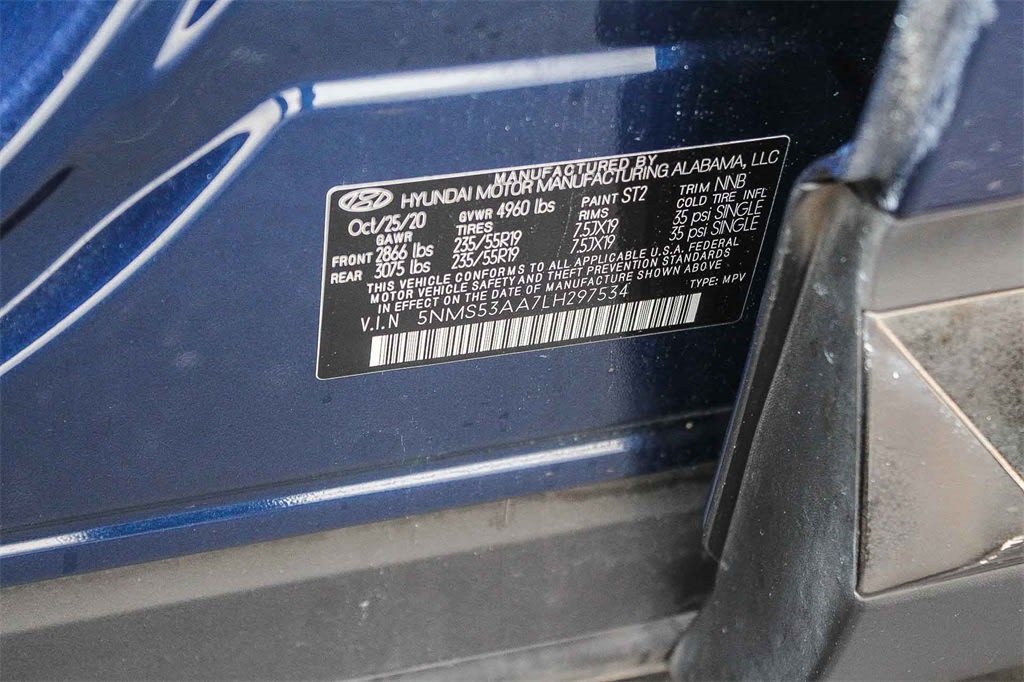 MANUFACTURED BY
HYUNDAI MOTOR MANUFACTURING ALABAMA, LLC
Oct/25/20 GVWR 4960 lbs PAINT ST2 TRIM NNB
GAWR TIRES RIMS COLD TIRE INFL
FRONT 2866 lbs 235/55R19 7.5JX19 35 psi SINGLE
REAR 3075 lbs 235/55R19 7.5JX19 35 psi SINGLE
THIS VEHICLE CONFORMS TO ALL APPLICABLE U.S.A. FEDERAL
MOTOR VEHICLE SAFETY AND THEFT PREVENTION STANDARDS
IN EFFECT ON THE DATE OF MANUFACTURE SHOWN ABOVE
V.I.N 5NMS53AA7LH297534 TYPE: MPV